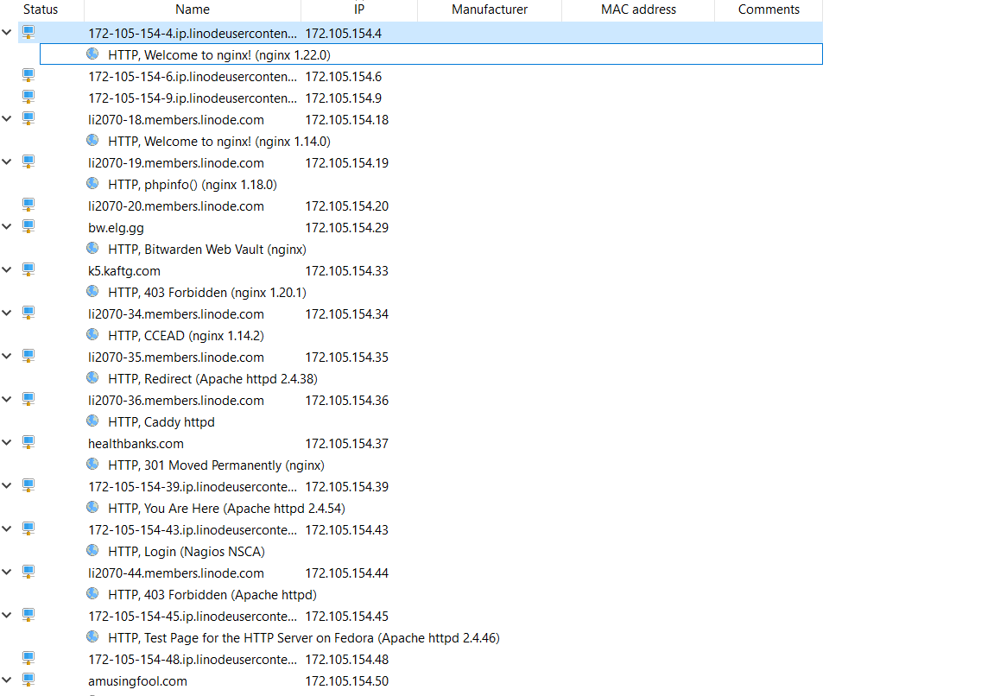 Status Name IP Manufacturer MAC address Comments
172-105-154-4.ip.linodeuserconten... 172.105.154.4
HTTP, Welcome to nginx! (nginx 1.22.0)
172-105-154-6.ip.linodeuserconten... 172.105.154.6
172-105-154-9.ip.linodeuserconten... 172.105.154.9
li2070-18.members.linode.com 172.105.154.18
HTTP, Welcome to nginx! (nginx 1.14.0)
li2070-19.members.linode.com 172.105.154.19
HTTP, phpinfo() (nginx 1.18.0)
li2070-20.members.linode.com 172.105.154.20
bw.elg.gg 172.105.154.29
HTTP, Bitwarden Web Vault (nginx)
k5.kaftg.com 172.105.154.33
HTTP, 403 Forbidden (nginx 1.20.1)
li2070-34.members.linode.com 172.105.154.34
HTTP, CCEAD (nginx 1.14.2)
li2070-35.members.linode.com 172.105.154.35
HTTP, Redirect (Apache httpd 2.4.38)
li2070-36.members.linode.com 172.105.154.36
HTTP, Caddy httpd
healthbanks.com 172.105.154.37
HTTP, 301 Moved Permanently (nginx)
172-105-154-39.ip.linodeuserconte... 172.105.154.39
HTTP, You Are Here (Apache httpd 2.4.54)
172-105-154-43.ip.linodeuserconte... 172.105.154.43
HTTP, Login (Nagios NSCA)
li2070-44.members.linode.com 172.105.154.44
HTTP, 403 Forbidden (Apache httpd)
172-105-154-45.ip.linodeuserconte... 172.105.154.45
HTTP, Test Page for the HTTP Server on Fedora (Apache httpd 2.4.46)
172-105-154-48.ip.linodeuserconte... 172.105.154.48
amusingfool.com 172.105.154.50